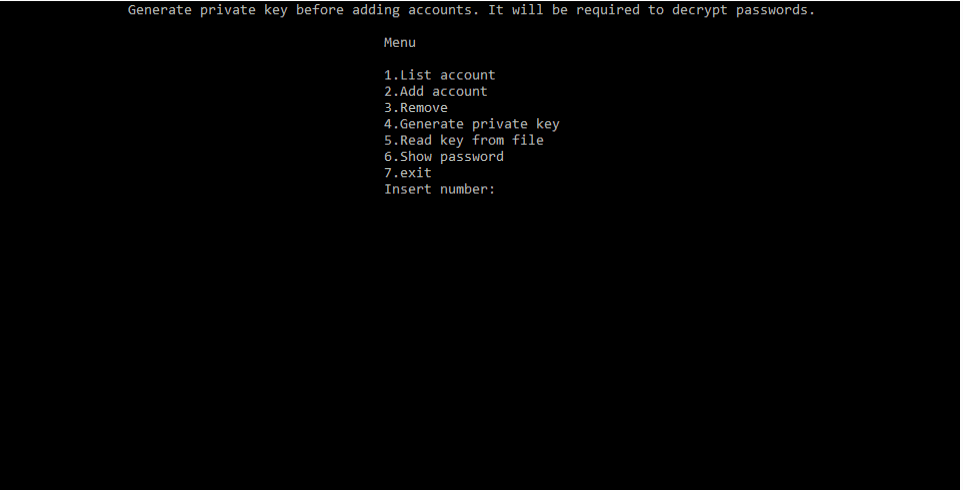 Generate private key before adding accounts. It will be required to decrypt passwords.
Menu
1.List account
2.Add account
3.Remove
4.Generate private key
5.Read key from file
6.Show password
7.exit
Insert number: